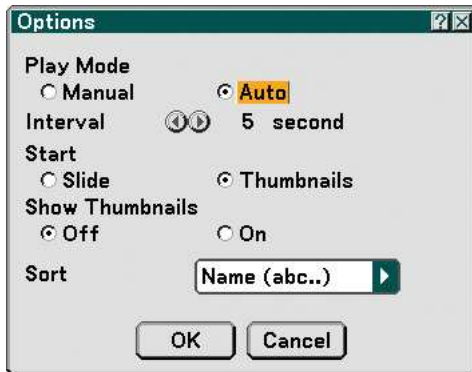 Options
Play Mode
Manual Auto
Interval 5 second
Start
Slide Thumbnails
Show Thumbnails
Off On
Sort Name (abc..)
OK Cancel